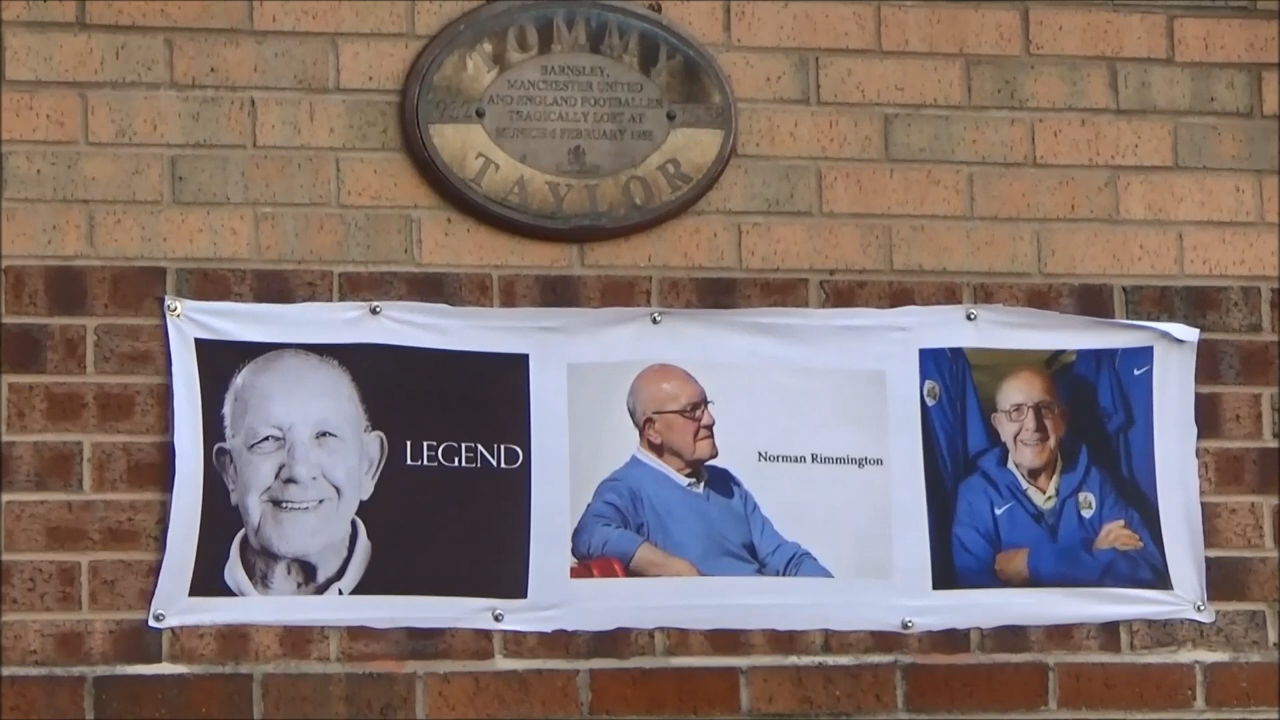 TOMMY
BARNSLEY,
MANCHESTER UNITED
AND ENGLAND FOOTBALLER
TRAGICALLY LOST AT
MUNICH 6 FEBRUARY 1958
TAYLOR
LEGEND
Norman Rimmington